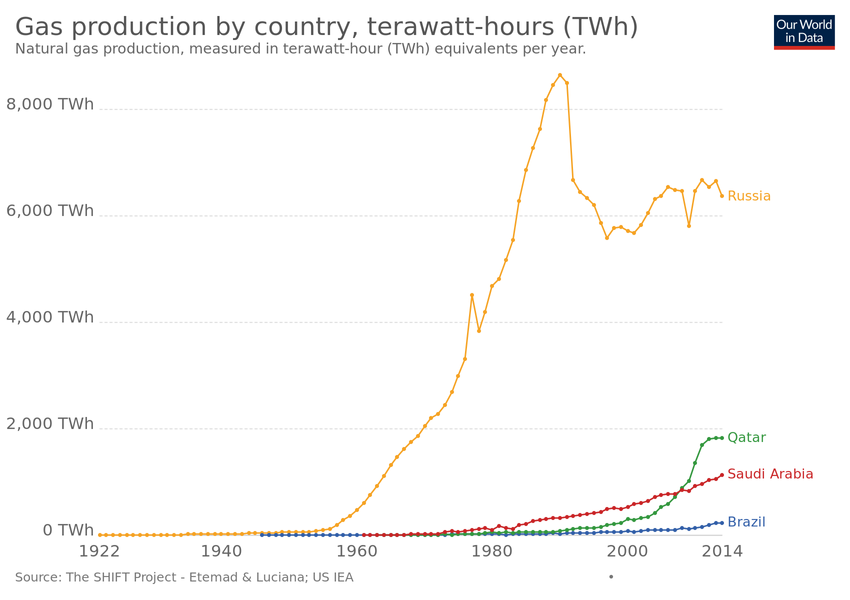 Gas production by country, terawatt-hours (TWh)
Natural gas production, measured in terawatt-hour (TWh) equivalents per year.
Our World
in Data
8,000 TWh
6,000 TWh
4,000 TWh
2,000 TWh
0 TWh
Russia
Qatar
Saudi Arabia
Brazil
1922
1940
1960
1980
2000
2014
Source: The SHIFT Project - Etemad & Luciana; US IEA